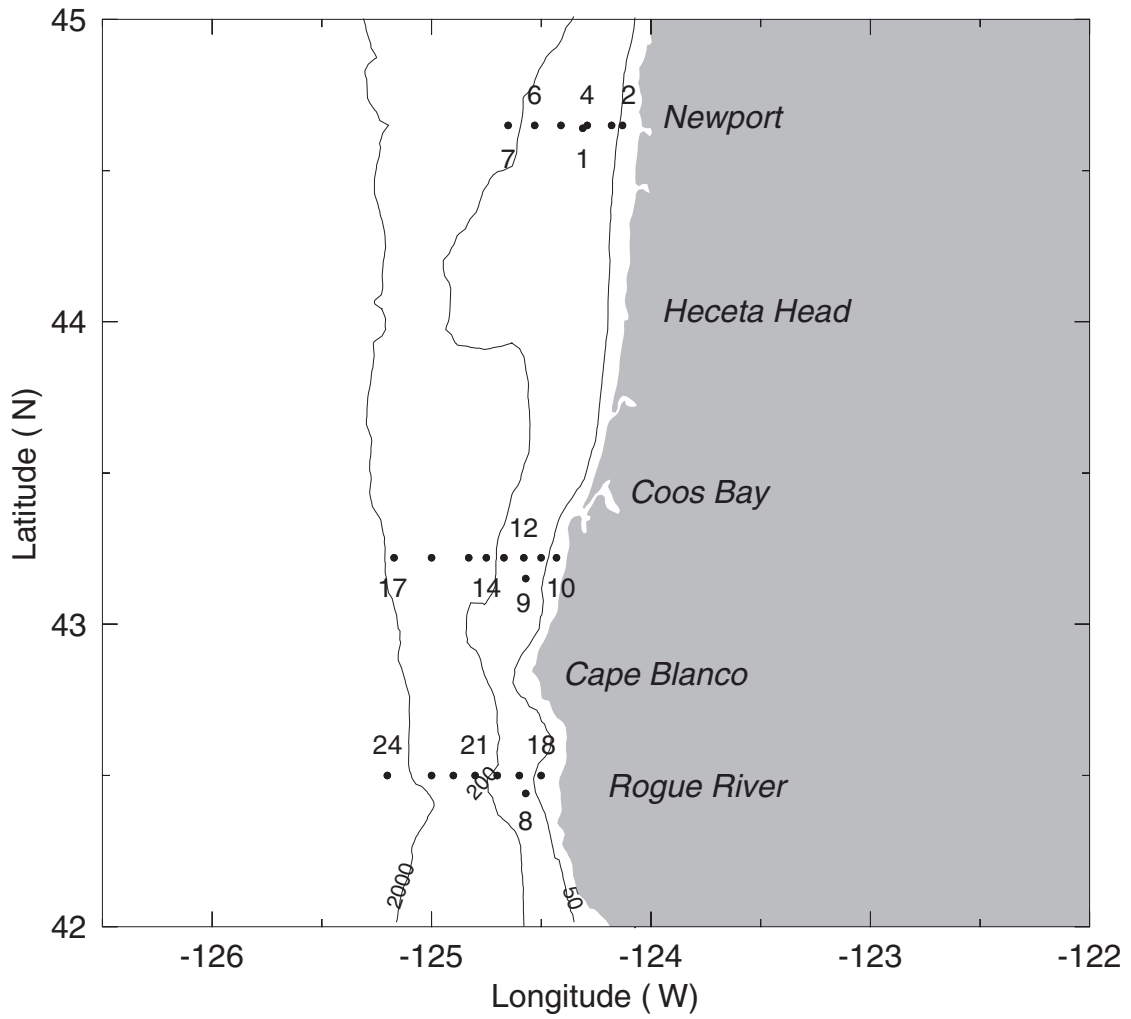 45
6 4 2
Newport
7 1
44
Heceta Head
Coos Bay
12
17 14 9 10
43
Cape Blanco
24 21 18
200
8
Rogue River
2000
50
42
-126 -125 -124 -123 -122
Longitude ( W)
Latitude ( N)